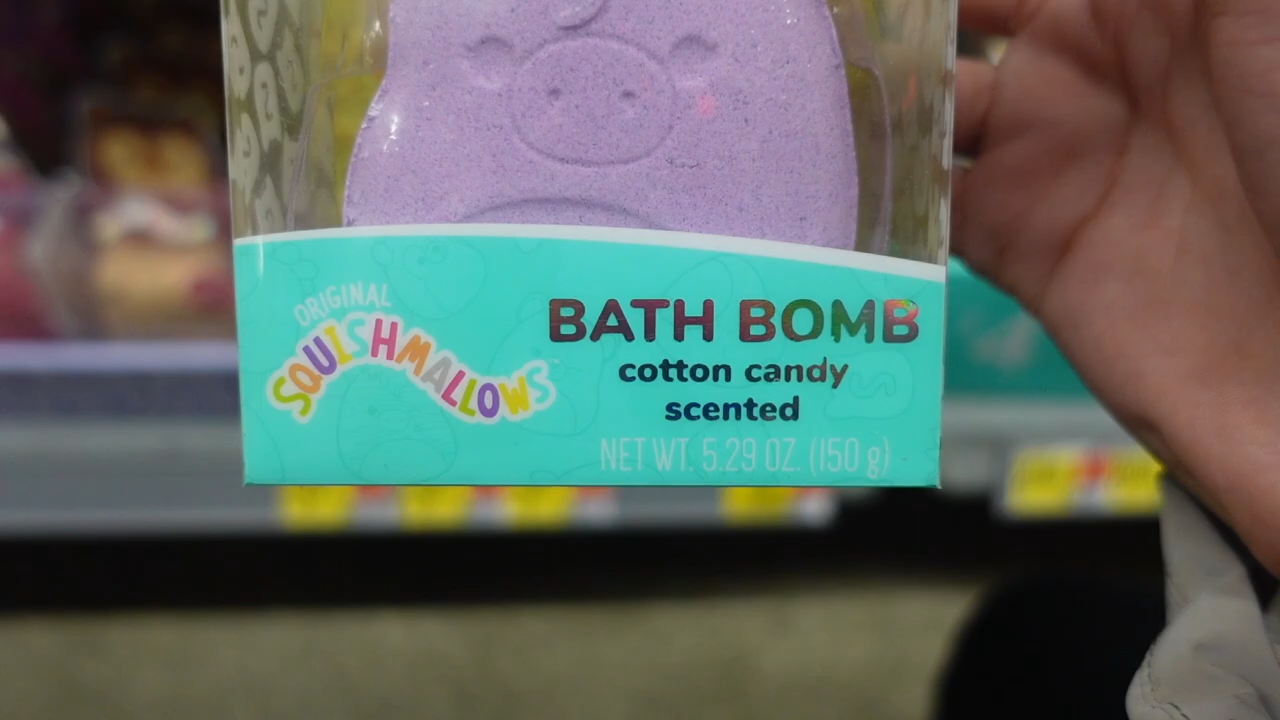 ORIGINAL
SQUISHMALLOWS
BATH BOMB
cotton candy
scented
NET WT. 5.29 OZ. (150 g)